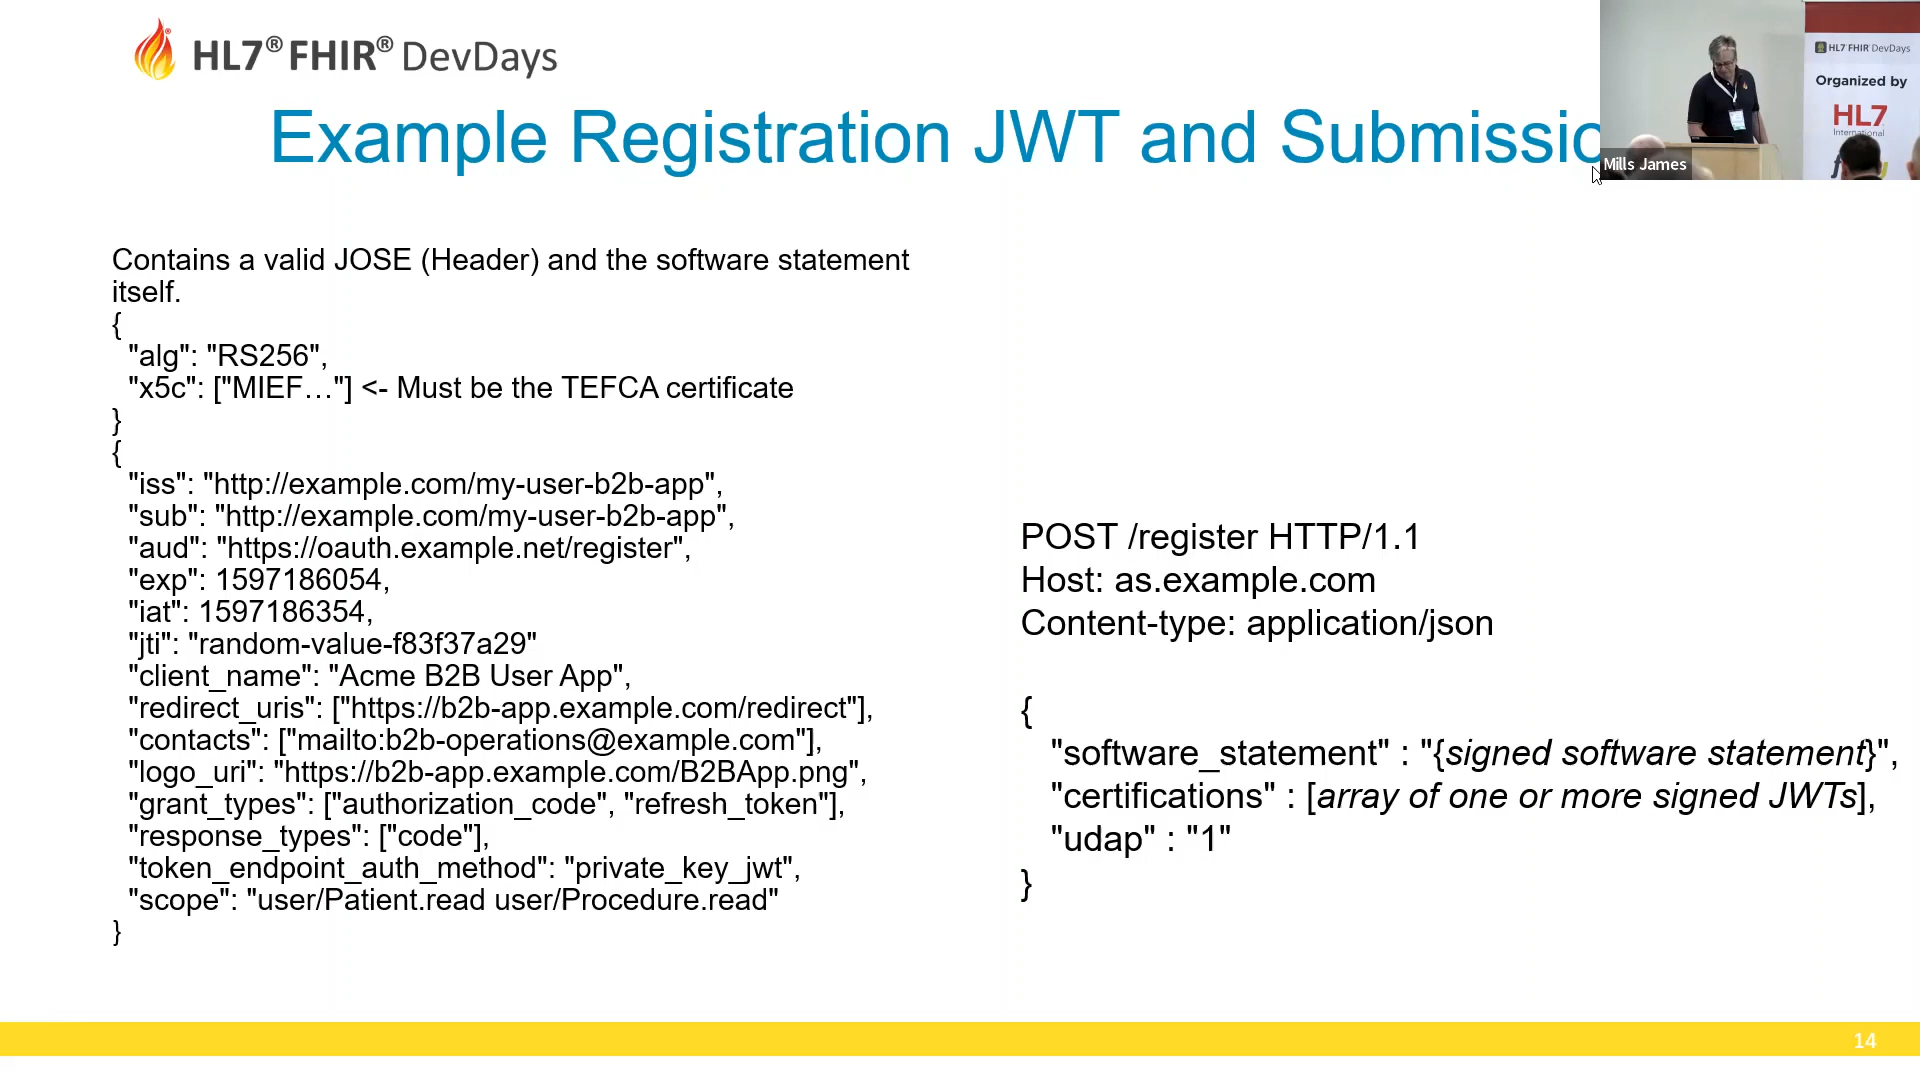 HL7® FHIR® DevDays
Example Registration JWT and Submissio
Contains a valid JOSE (Header) and the software statement
itself.
{
"alg": "RS256",
"x5c": ["MIEF…"] <- Must be the TEFCA certificate
}
{
"iss": "http://example.com/my-user-b2b-app",
"sub": "http://example.com/my-user-b2b-app",
"aud": "https://oauth.example.net/register",
"exp": 1597186054,
"iat": 1597186354,
"jti": "random-value-f83f37a29"
"client_name": "Acme B2B User App",
"redirect_uris": ["https://b2b-app.example.com/redirect"],
"contacts": ["mailto:b2b-operations@example.com"],
"logo_uri": "https://b2b-app.example.com/B2BApp.png",
"grant_types": ["authorization_code", "refresh_token"],
"response_types": ["code"],
"token_endpoint_auth_method": "private_key_jwt",
"scope": "user/Patient.read user/Procedure.read"
}
POST /register HTTP/1.1
Host: as.example.com
Content-type: application/json
{
"software_statement" : "{signed software statement}",
"certifications" : [array of one or more signed JWTs],
"udap" : "1"
}
14
HL7 FHIR DevDays
Organized by
HL7
International
Mills James